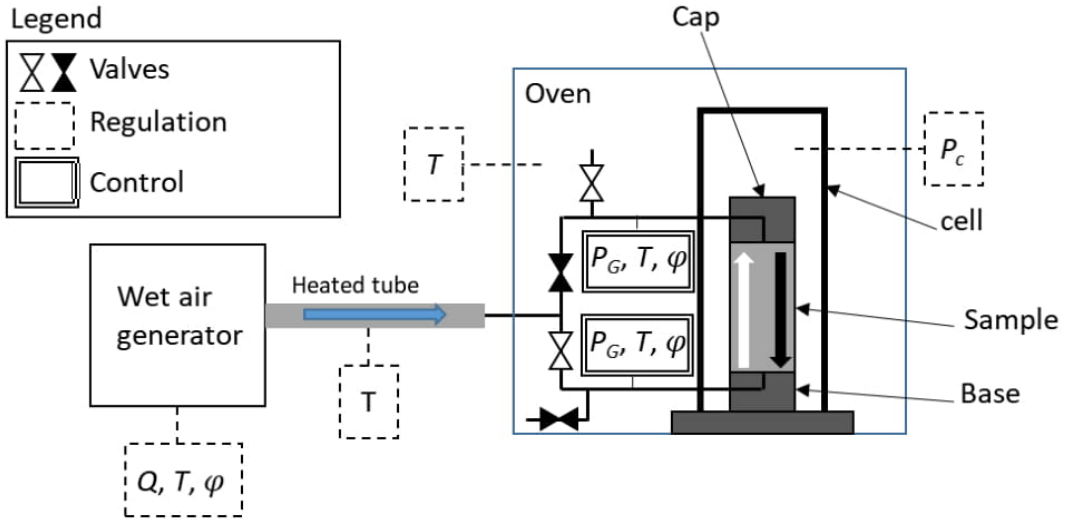 Legend
Valves
Regulation
Control
Cap
Oven
T
P_c
cell
P_G, T, φ
Wet air
generator
Heated tube
P_G, T, φ
Sample
T
Base
Q, T, φ